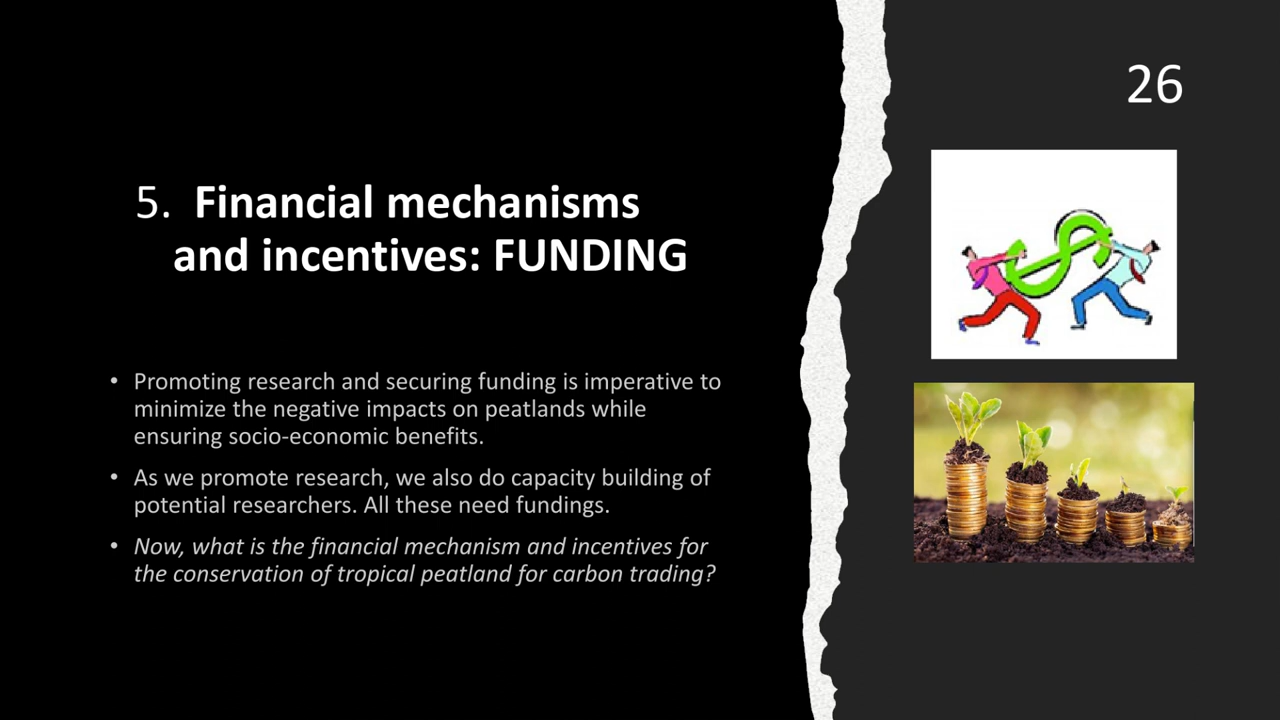 26
5. Financial mechanisms
and incentives: FUNDING
• Promoting research and securing funding is imperative to
minimize the negative impacts on peatlands while
ensuring socio-economic benefits.
• As we promote research, we also do capacity building of
potential researchers. All these need fundings.
• Now, what is the financial mechanism and incentives for
the conservation of tropical peatland for carbon trading?